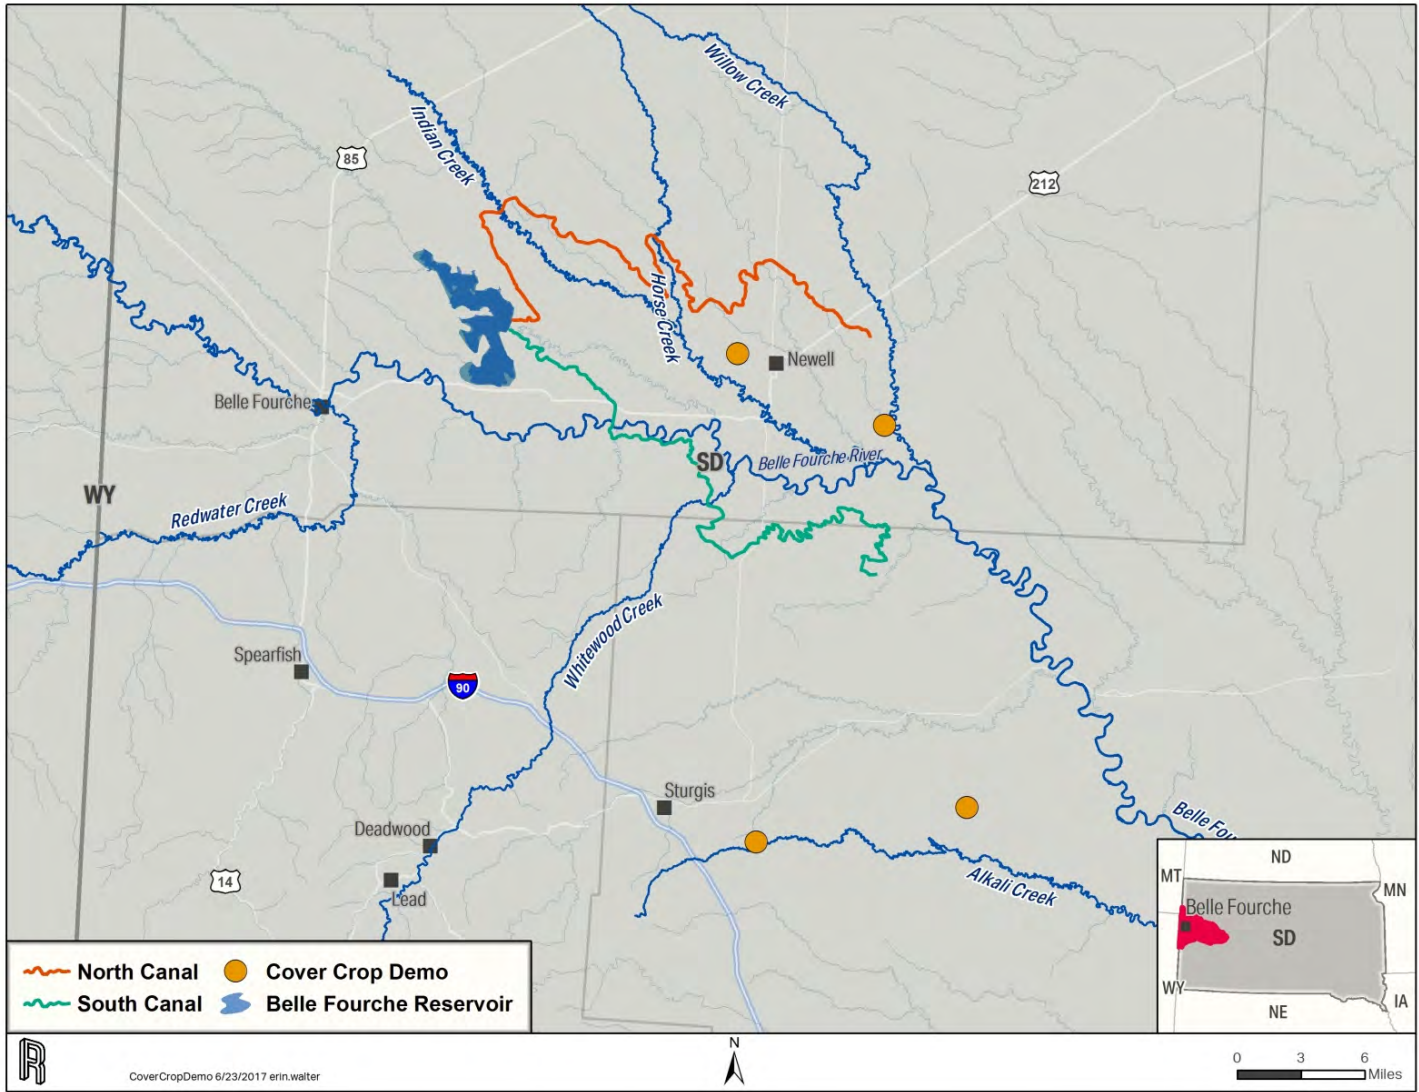 Willow Creek
Indian Creek
85
212
Horse Creek
Newell
Belle Fourche
SD
Belle Fourche River
WY
Redwater Creek
Whitewood Creek
Spearfish
90
Sturgis
Deadwood
Lead
14
Alkali Creek
Belle Fou
North Canal
Cover Crop Demo
South Canal
Belle Fourche Reservoir
ND
MT
MN
Belle Fourche
SD
WY
NE
IA
R
CoverCropDemo 6/23/2017 erin.walter
N
0 3 6
Miles